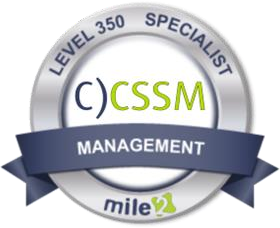 LEVEL 350 SPECIALIST
C)CSSM
MANAGEMENT
mile2